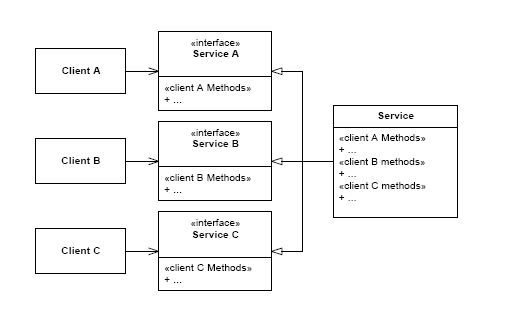 Client A
«interface»
Service A
«client A Methods»
+ ...
Client B
«interface»
Service B
«client B Methods»
+ ...
Client C
«interface»
Service C
«client C Methods»
+ ...
Service
«client A Methods»
+ ...
«client B methods»
+ ...
«client C methods»
+ ...